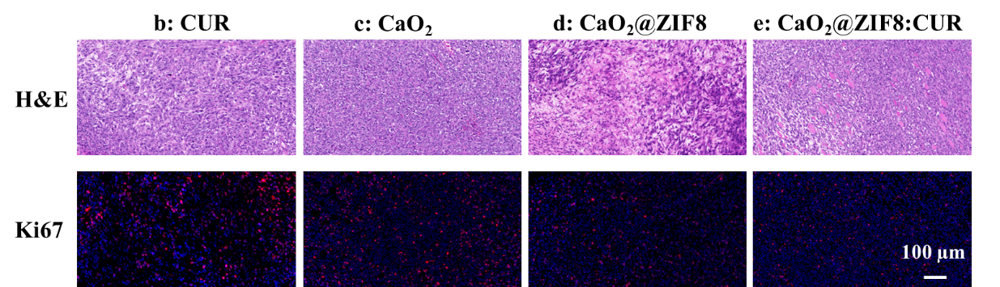 b: CUR
c: CaO₂
d: CaO₂@ZIF8
e: CaO₂@ZIF8:CUR
H&E
Ki67
100 µm